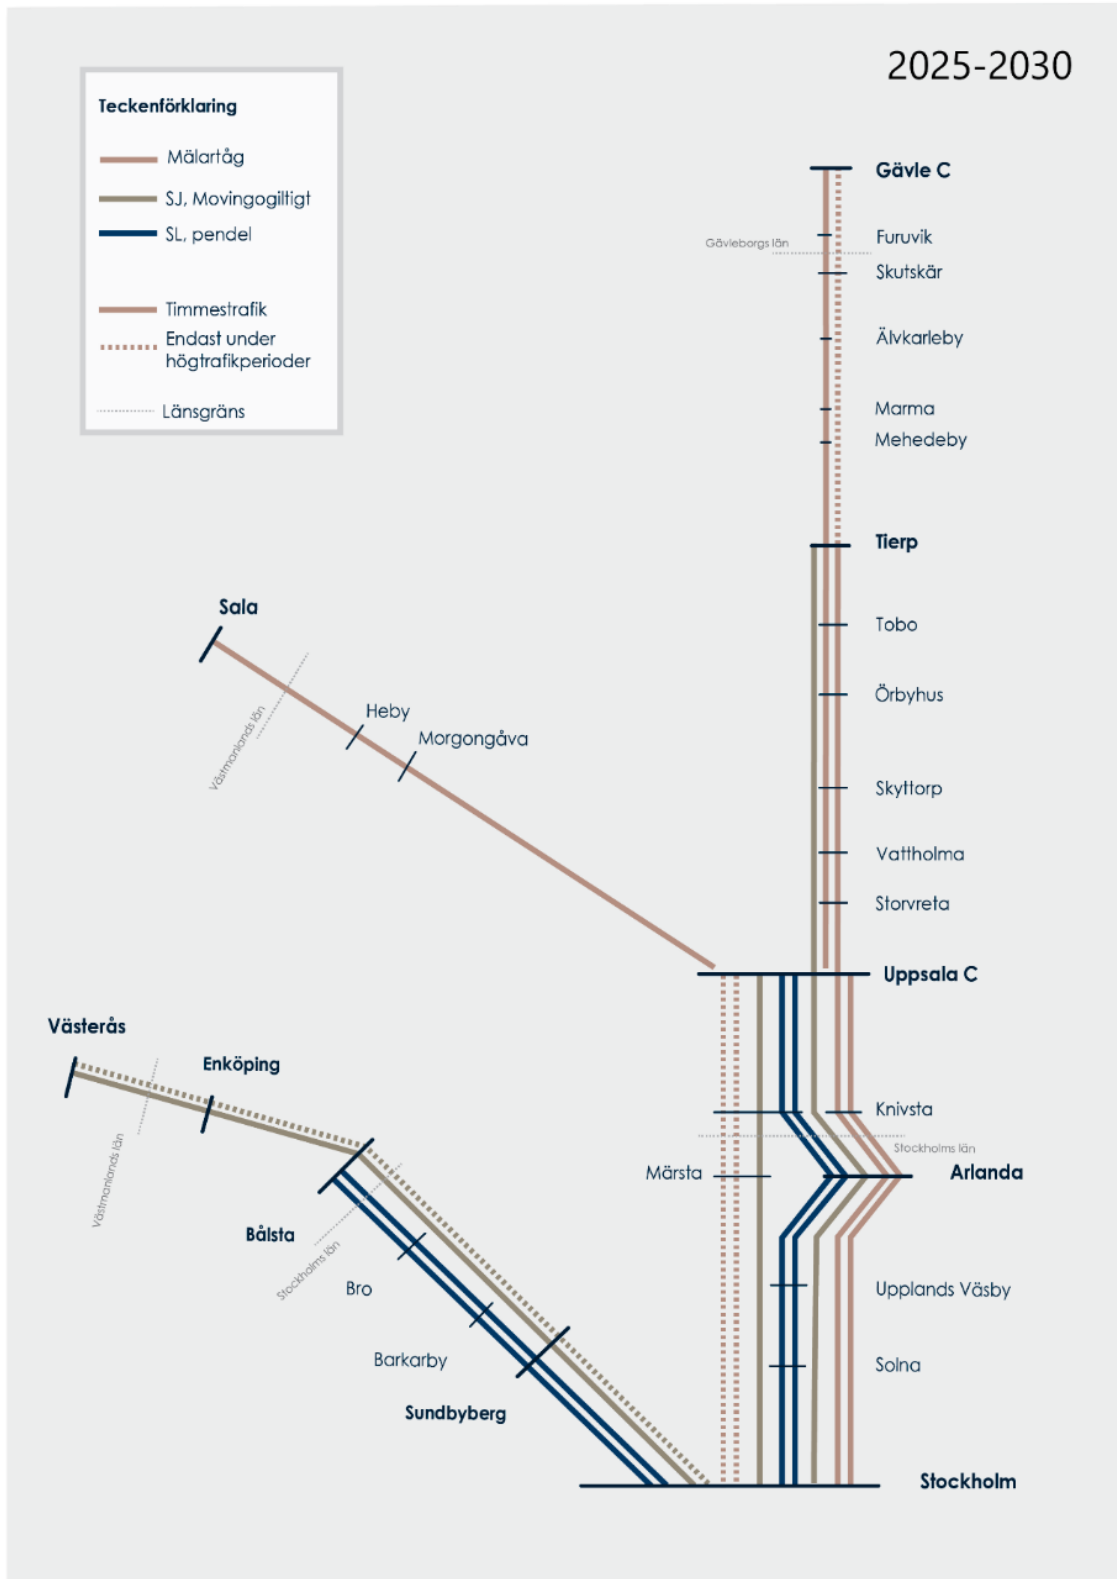 2025-2030
Teckenförklaring
Mälartåg
SJ, Movingogiltigt
SL, pendel
Timmestrafik
Endast under
högtrafikperioder
Länsgräns
Gävle C
Furuvik
Gävleborgs län
Skutskär
Älvkarleby
Marma
Mehedeby
Tierp
Sala
Tobo
Örbyhus
Heby
Västmanlands län
Morgongåva
Skyttorp
Vattholma
Storvreta
Uppsala C
Västerås
Enköping
Knivsta
Västmanlands län
Stockholms län
Märsta
Arlanda
Bålsta
Stockholms län
Bro
Upplands Väsby
Barkarby
Solna
Sundbyberg
Stockholm